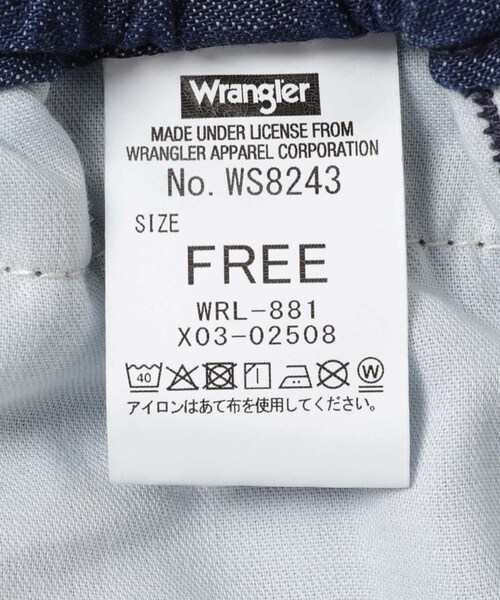 Wrangler
MADE UNDER LICENSE FROM
WRANGLER APPAREL CORPORATION
No. WS8243
SIZE
FREE
WRL-881
X03-02508
40 W
アイロンはあて布を使用してください。